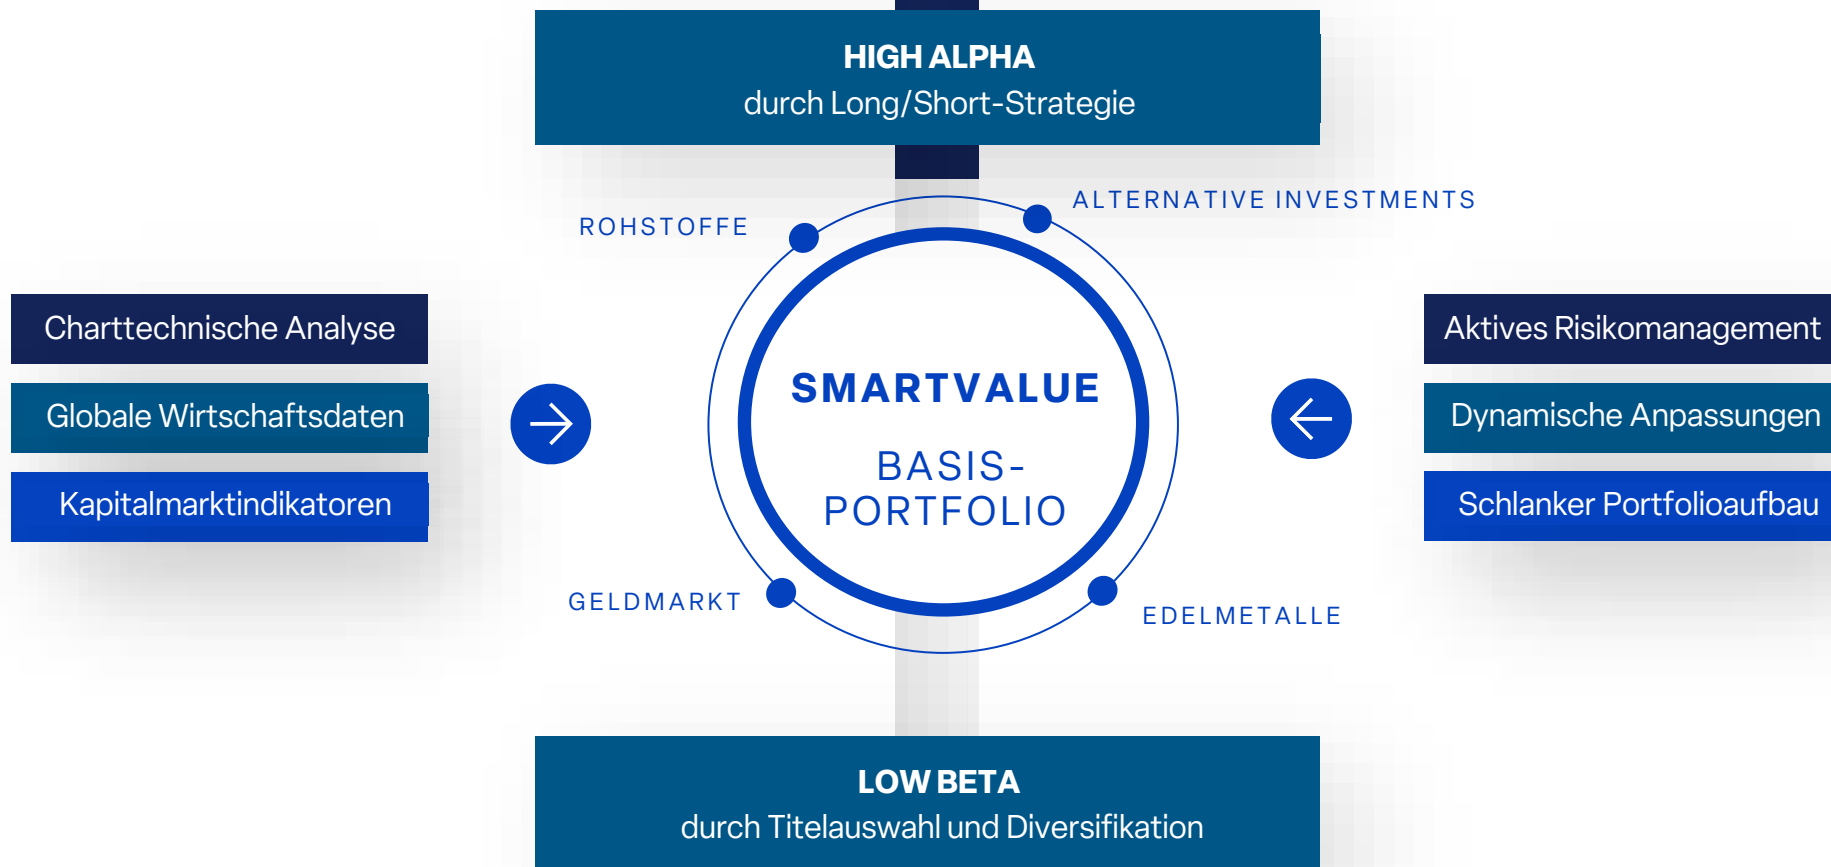 HIGH ALPHA
durch Long/Short-Strategie
ROHSTOFFE
ALTERNATIVE INVESTMENTS
Charttechnische Analyse
Globale Wirtschaftsdaten
Kapitalmarktindikatoren
SMARTVALUE
BASIS-
PORTFOLIO
Aktives Risikomanagement
Dynamische Anpassungen
Schlanker Portfolioaufbau
GELDMARKT
EDELMETALLE
LOW BETA
durch Titelauswahl und Diversifikation